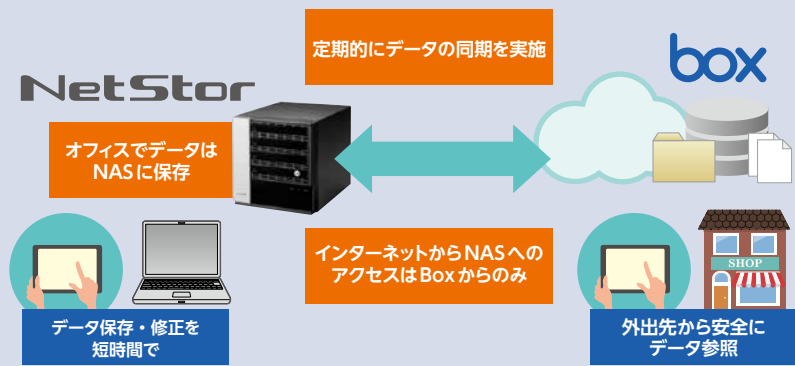 定期的にデータの同期を実施
box
NetStor
オフィスでデータは
NASに保存
インターネットからNASへの
アクセスはBoxからのみ
SHOP
データ保存・修正を
短時間で
外出先から安全に
データ参照